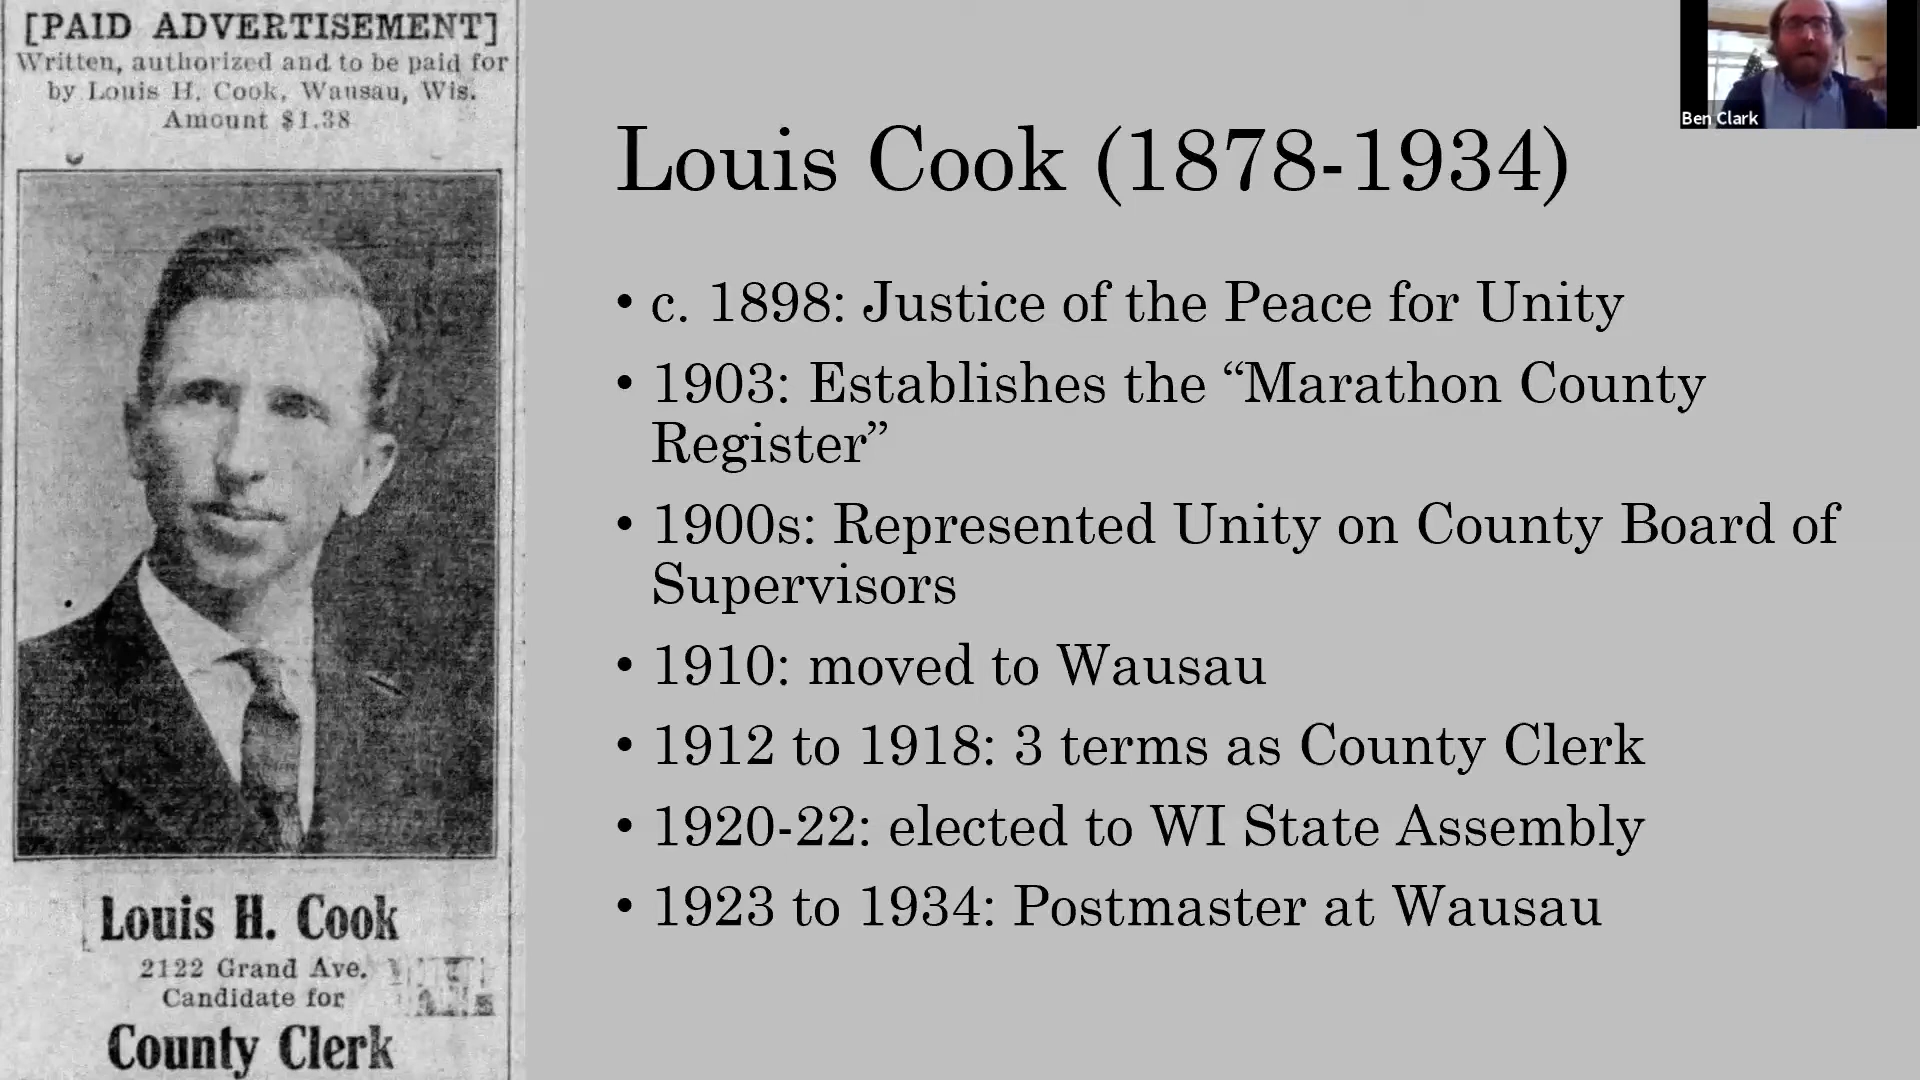 [PAID ADVERTISEMENT]
Written, authorized and to be paid for
by Louis H. Cook, Wausau, Wis.
Amount $1.38
Louis H. Cook
2122 Grand Ave.
Candidate for
County Clerk
Louis Cook (1878-1934)
• c. 1898: Justice of the Peace for Unity
• 1903: Establishes the “Marathon County
Register”
• 1900s: Represented Unity on County Board of
Supervisors
• 1910: moved to Wausau
• 1912 to 1918: 3 terms as County Clerk
• 1920-22: elected to WI State Assembly
• 1923 to 1934: Postmaster at Wausau
Ben Clark